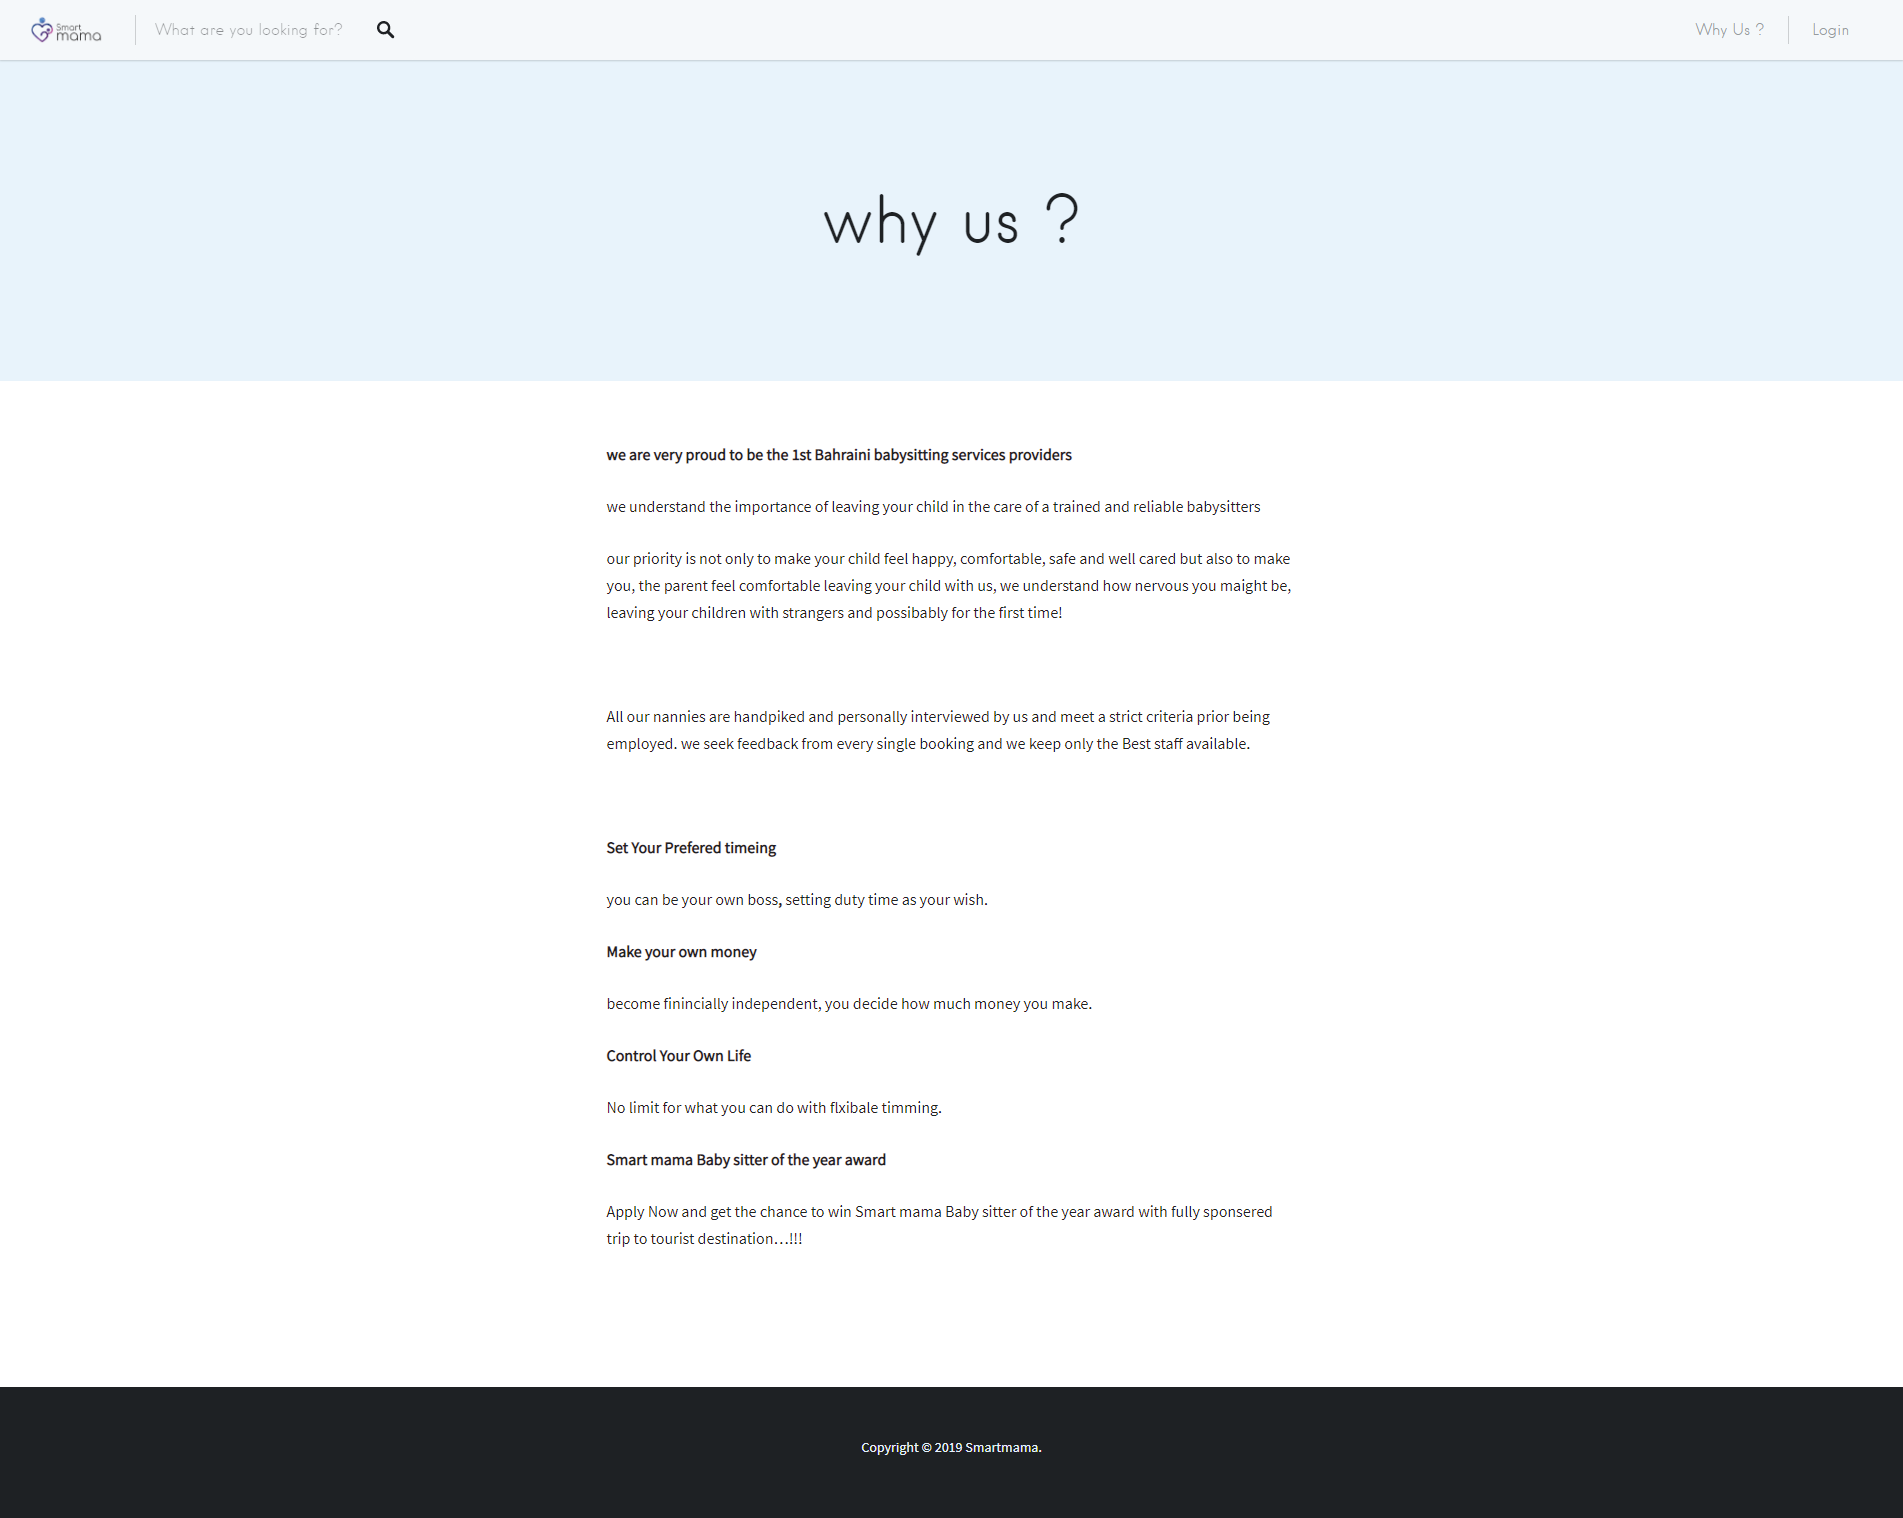 Smart
mama
What are you looking for?
Why Us ?
Login
why us ?
we are very proud to be the 1st Bahraini babysitting services providers
we understand the importance of leaving your child in the care of a trained and reliable babysitters
our priority is not only to make your child feel happy, comfortable, safe and well cared but also to make
you, the parent feel comfortable leaving your child with us, we understand how nervous you maight be,
leaving your children with strangers and possibably for the first time!
All our nannies are handpiked and personally interviewed by us and meet a strict criteria prior being
employed. we seek feedback from every single booking and we keep only the Best staff available.
Set Your Prefered timeing
you can be your own boss, setting duty time as your wish.
Make your own money
become finincially independent, you decide how much money you make.
Control Your Own Life
No limit for what you can do with flxibale timming.
Smart mama Baby sitter of the year award
Apply Now and get the chance to win Smart mama Baby sitter of the year award with fully sponsered
trip to tourist destination…!!!
Copyright © 2019 Smartmama.